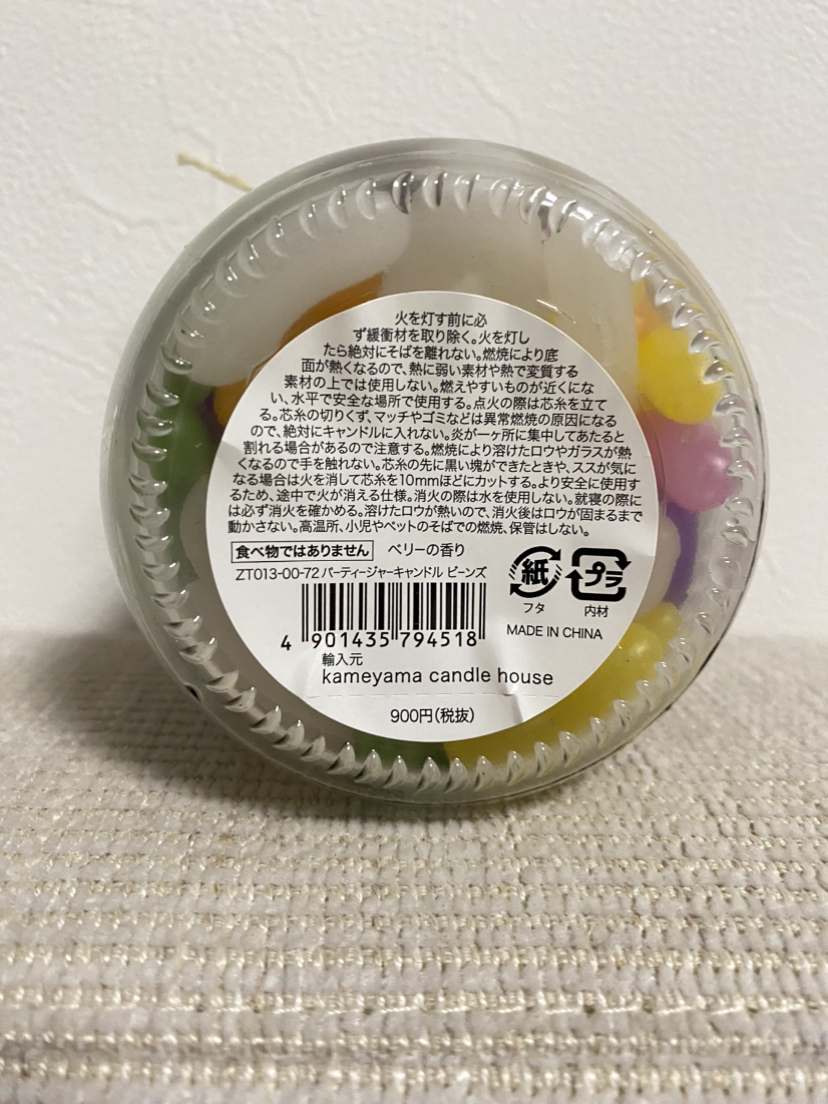 火を灯す前に必
ず緩衝材を取り除く。火を灯し
たら絶対にそばを離れない。燃焼により底
面が熱くなるので、熱に弱い素材や熱で変質する
素材の上では使用しない。燃えやすいものが近くにな
い、水平で安全な場所で使用する。点火の際は芯糸を立て
る。芯糸の切りくず、マッチやゴミなどは異常燃焼の原因になる
ので、絶対にキャンドルに入れない。炎が一ヶ所に集中してあたると
割れる場合があるので注意する。燃焼により溶けたロウやガラスが熱
くなるので手を触れない。芯糸の先に黒い塊ができたときや、ススが気に
なる場合は火を消して芯糸を10mmほどにカットする。より安全に使用す
るため、途中で火が消える仕様。消火の際は水を使用しない。就寝の際に
は必ず消火を確かめる。溶けたロウが熱いので、消火後はロウが固まるまで
動かさない。高温所、小児やペットのそばでの燃焼、保管はしない。
食べ物ではありません ベリーの香り
ZT013-00-72 パーティージャーキャンドル ビーンズ
4 901435 794518
紙 プラ
フタ 内材
MADE IN CHINA
輸入元
kameyama candle house
900円(税抜)